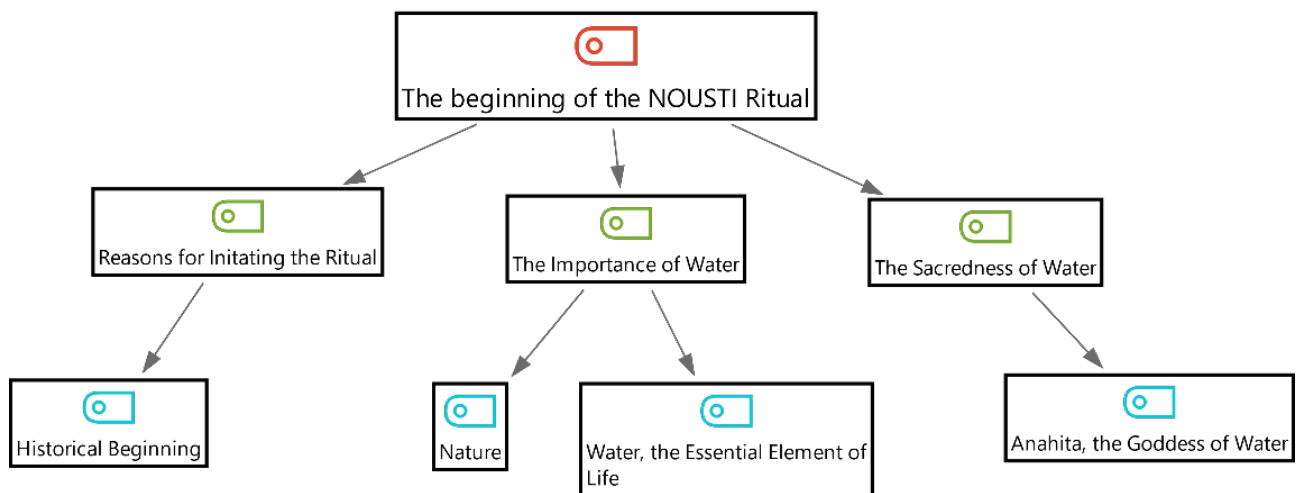 The beginning of the NOUSTI Ritual
Reasons for Initating the Ritual
The Importance of Water
The Sacredness of Water
Historical Beginning
Nature
Water, the Essential Element of
Life
Anahita, the Goddess of Water